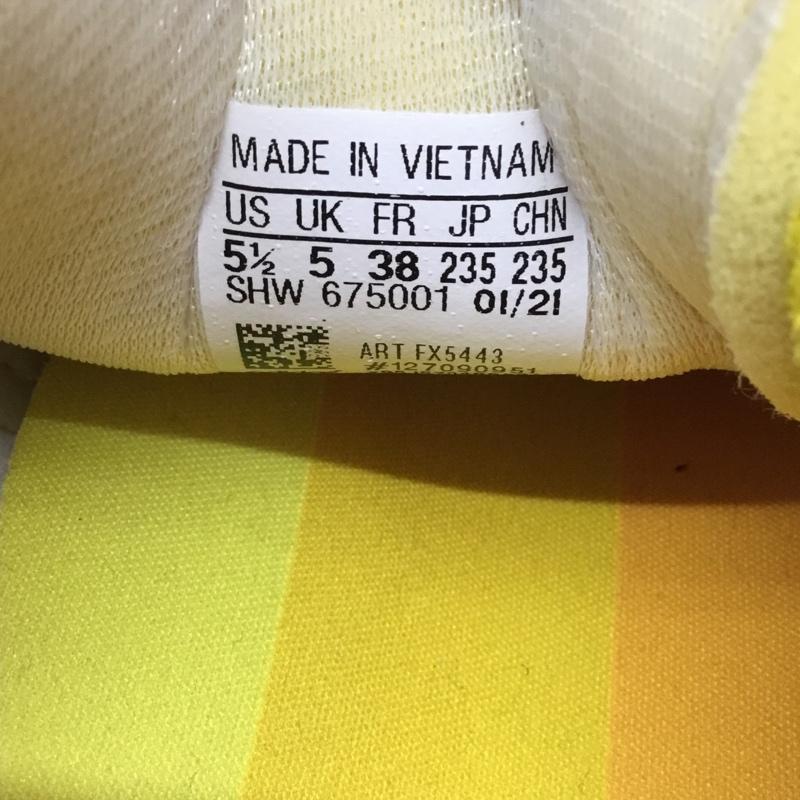 MADE IN VIETNAM
US UK FR JP CHN
5½ 5 38 235 235
SHW 675001 01/21
ART FX5443
#127090951